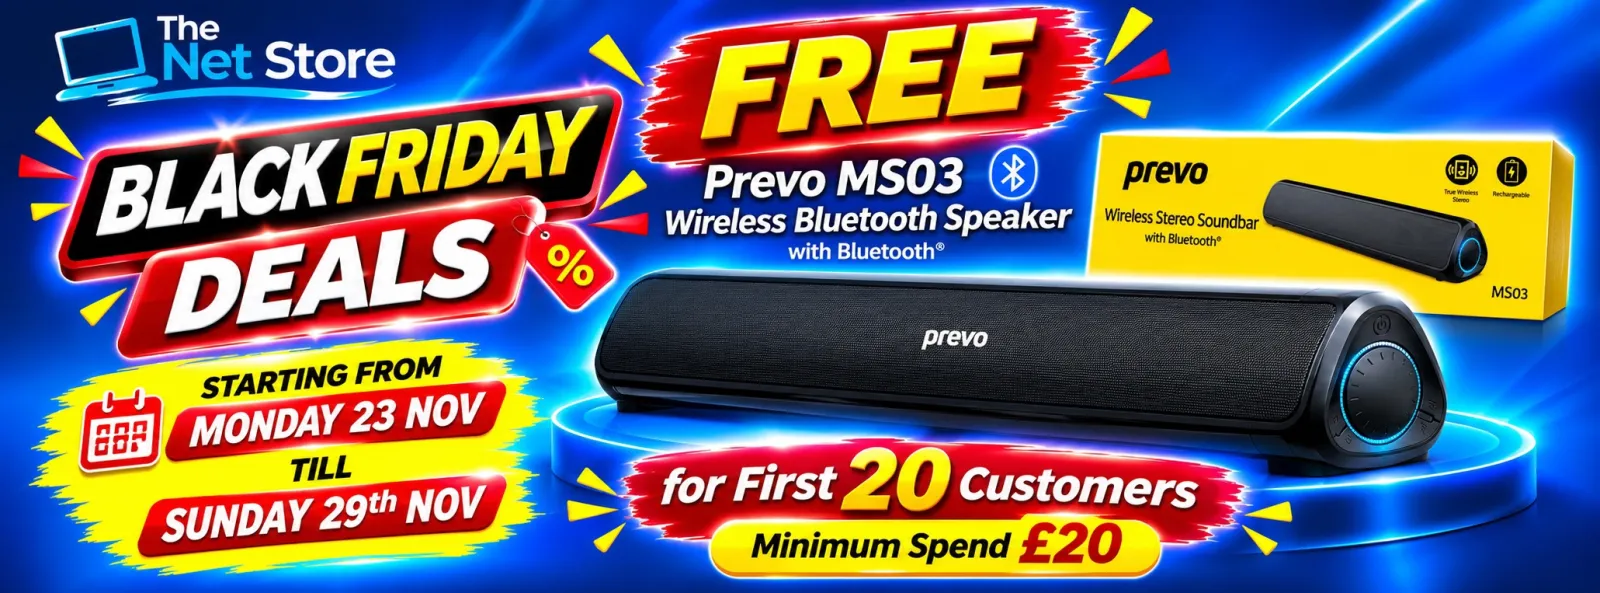 The
Net Store
BLACK FRIDAY
DEALS
%
STARTING FROM
MONDAY 23 NOV
TILL
SUNDAY 29th NOV
FREE
Prevo MS03
Wireless Bluetooth Speaker
with Bluetooth®
prevo
True Wireless
Stereo
Rechargeable
Wireless Stereo Soundbar
with Bluetooth®
MS03
prevo
for First 20 Customers
Minimum Spend £20